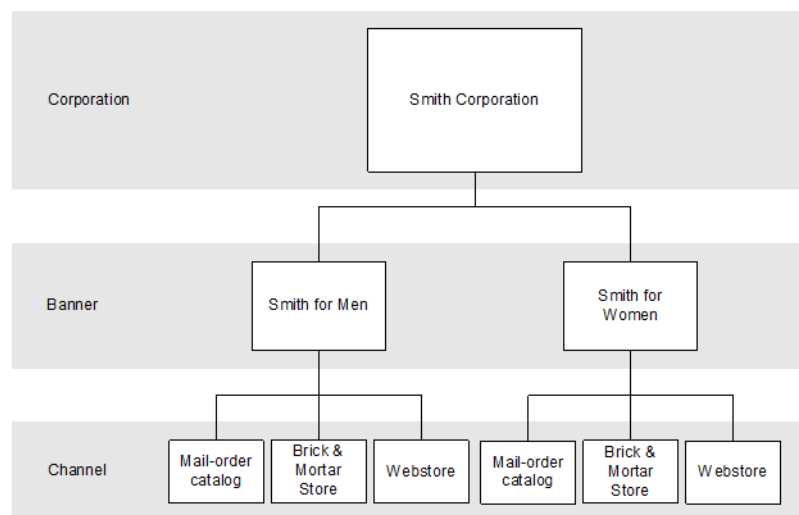 Corporation
Smith Corporation
Banner
Smith for Men
Smith for
Women
Channel
Mail-order
catalog
Brick &
Mortar
Store
Webstore
Mail-order
catalog
Brick &
Mortar
Store
Webstore